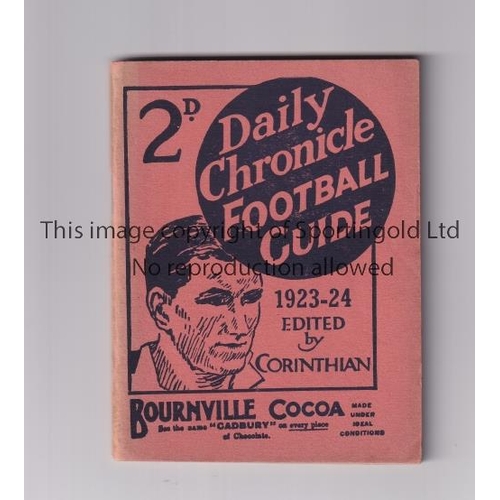 2D.
Daily
Chronicle
FOOTBALL
GUIDE
This image copyright of Sportingold Ltd
No reproduction allowed
1923-24
EDITED
by
CORINTHIAN
BOURNVILLE COCOA
MADE
UNDER
IDEAL
CONDITIONS
See the name "CADBURY" on every piece
of Chocolate.